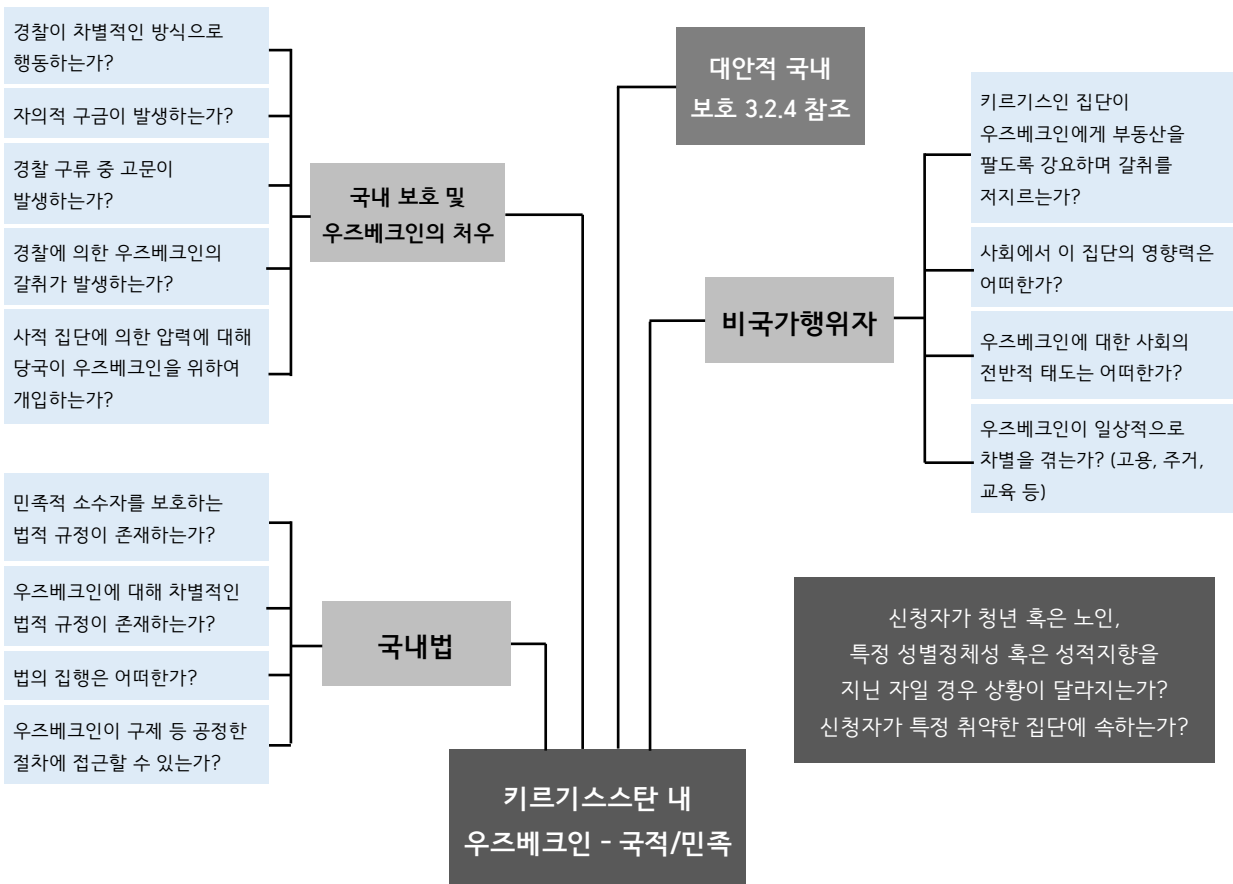 경찰이 차별적인 방식으로
행동하는가?
자의적 구금이 발생하는가?
경찰 구류 중 고문이
발생하는가?
경찰에 의한 우즈베크인의
갈취가 발생하는가?
사적 집단에 의한 압력에 대해
당국이 우즈베크인을 위하여
개입하는가?
국내 보호 및
우즈베크인의 처우
대안적 국내
보호 3.2.4 참조
키르기스인 집단이
우즈베크인에게 부동산을
팔도록 강요하며 갈취를
저지르는가?
사회에서 이 집단의 영향력은
어떠한가?
우즈베크인에 대한 사회의
전반적 태도는 어떠한가?
우즈베크인이 일상적으로
차별을 겪는가? (고용, 주거,
교육 등)
비국가행위자
민족적 소수자를 보호하는
법적 규정이 존재하는가?
우즈베크인에 대해 차별적인
법적 규정이 존재하는가?
법의 집행은 어떠한가?
우즈베크인이 구제 등 공정한
절차에 접근할 수 있는가?
국내법
신청자가 청년 혹은 노인,
특정 성별정체성 혹은 성적지향을
지닌 자일 경우 상황이 달라지는가?
신청자가 특정 취약한 집단에 속하는가?
키르기스스탄 내
우즈베크인 - 국적/민족